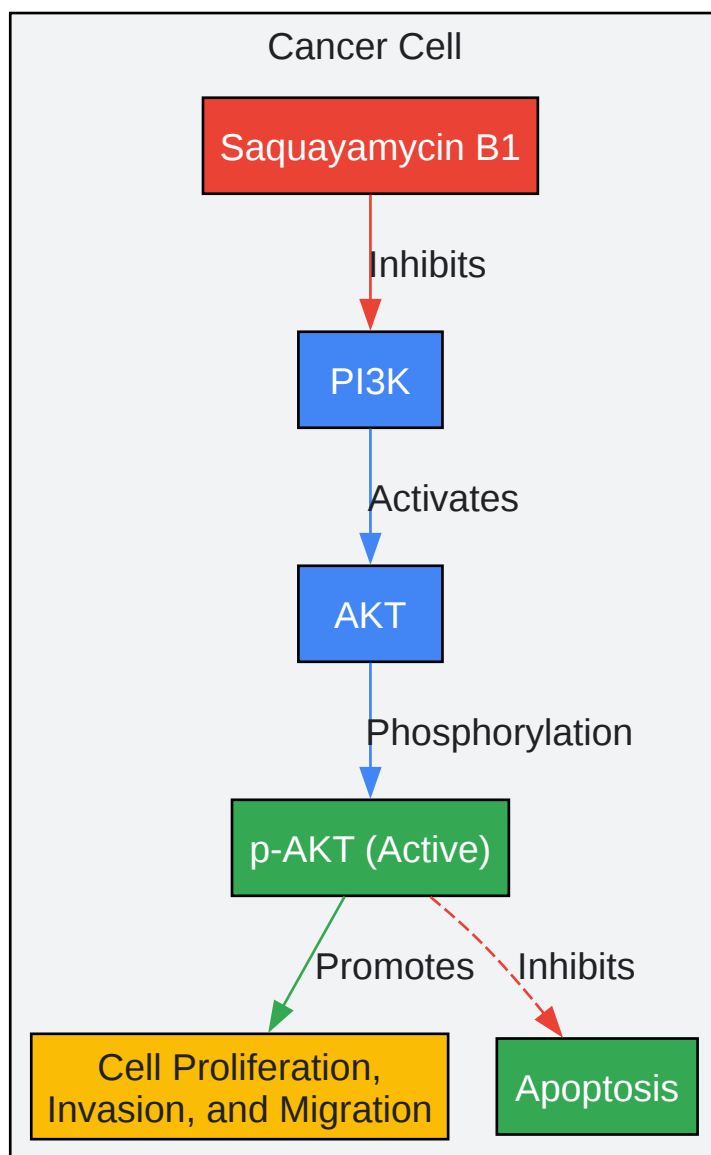 Cancer Cell
Saquayamycin B1
Inhibits
PI3K
Activates
AKT
Phosphorylation
p-AKT (Active)
Promotes
Inhibits
Cell Proliferation,
Invasion, and Migration
Apoptosis